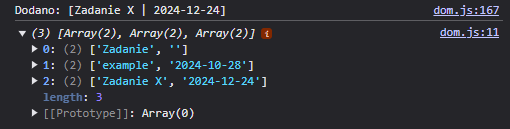 Dodano: [Zadanie X | 2024-12-24] dom.js:167
▼ (3) [Array(2), Array(2), Array(2)] i dom.js:11
▶ 0: (2) ['Zadanie', '']
▶ 1: (2) ['example', '2024-10-28']
▶ 2: (2) ['Zadanie X', '2024-12-24']
length: 3
▶ [[Prototype]]: Array(0)